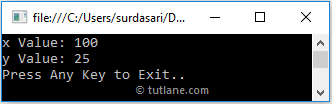 file:///C:/Users/surdasari/D...
x Value: 100
y Value: 25
Press Any Key to Exit..
© tutlane.com